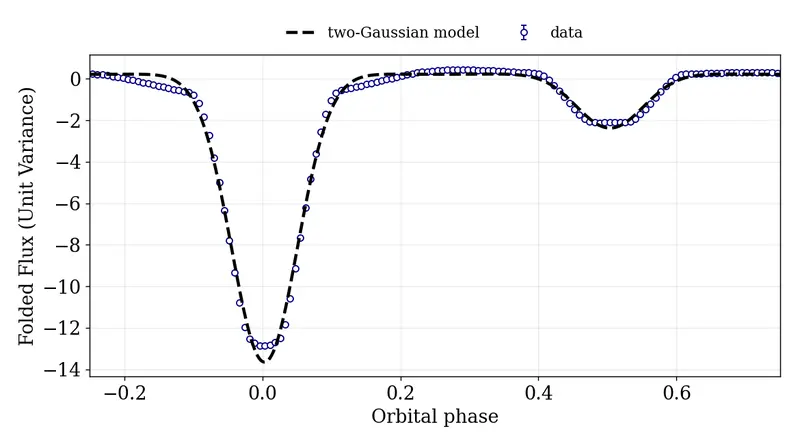 two-Gaussian model data
Folded Flux (Unit Variance)
0
−2
−4
−6
−8
−10
−12
−14
−0.2 0.0 0.2 0.4 0.6
Orbital phase